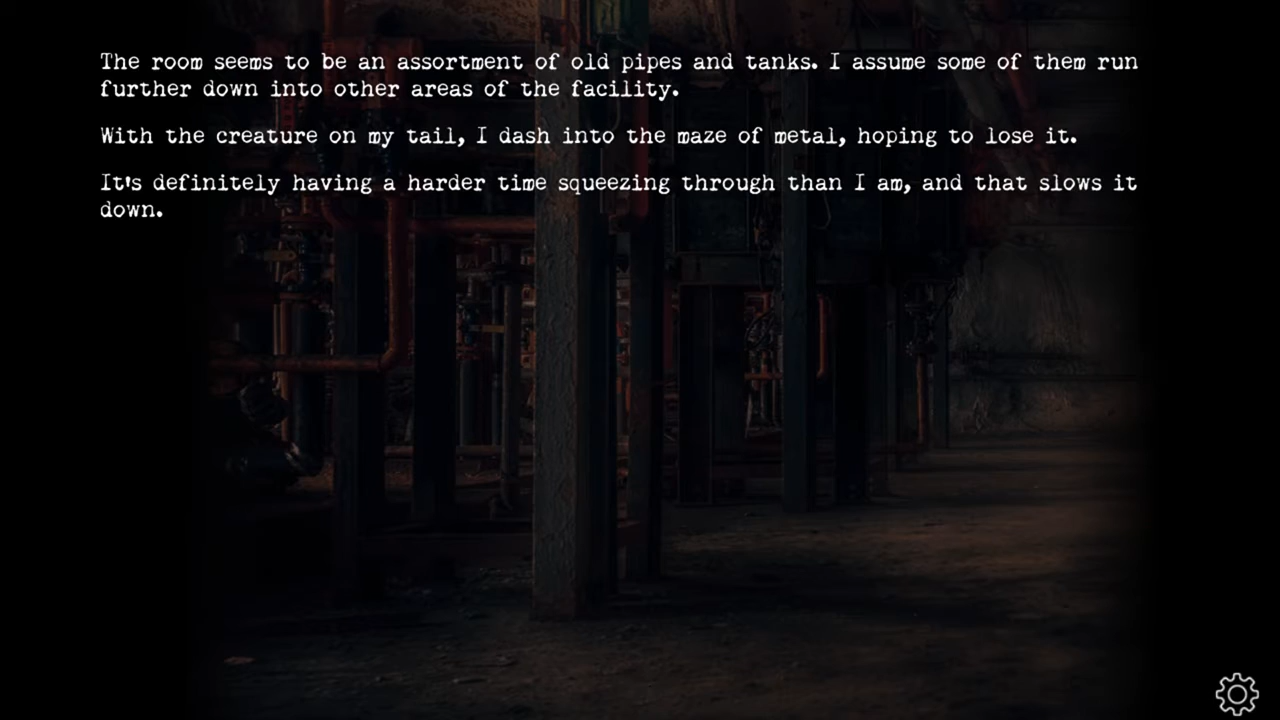 The room seems to be an assortment of old pipes and tanks. I assume some of them run
further down into other areas of the facility.
With the creature on my tail, I dash into the maze of metal, hoping to lose it.
It's definitely having a harder time squeezing through than I am, and that slows it
down.